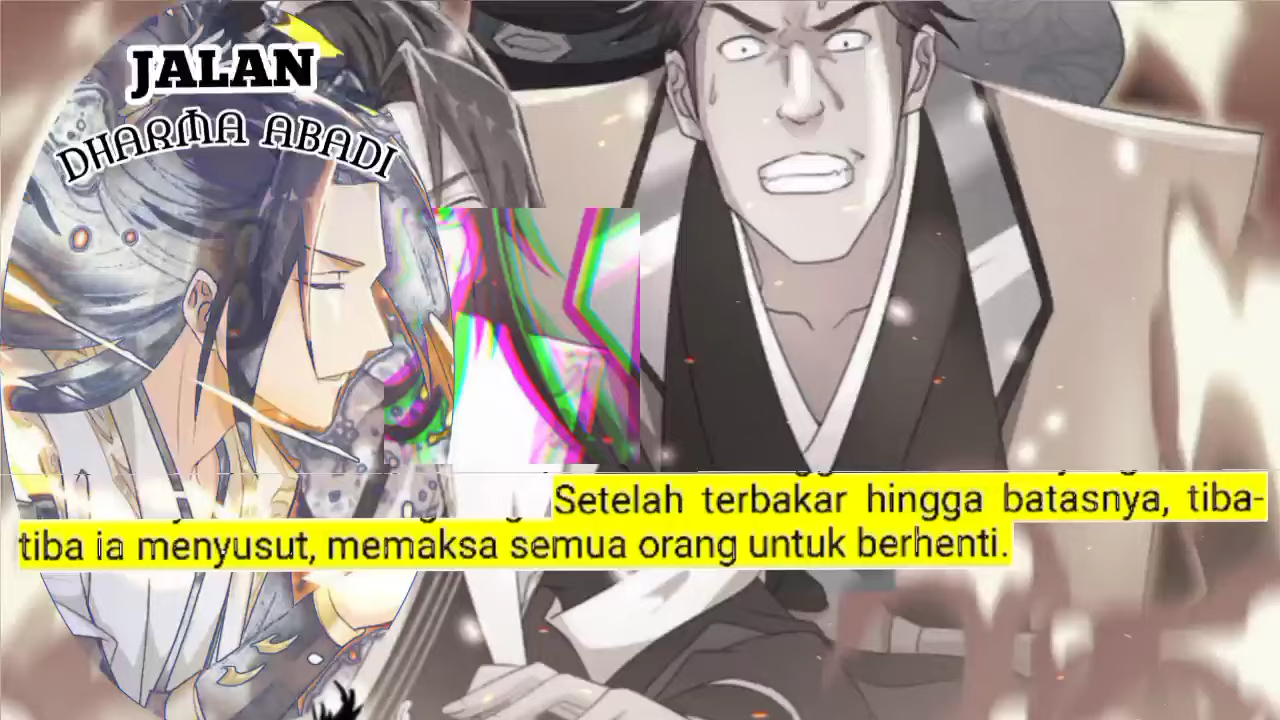 JALAN
DHARMA ABADI
Setelah terbakar hingga batasnya, tiba-
tiba ia menyusut, memaksa semua orang untuk berhenti.